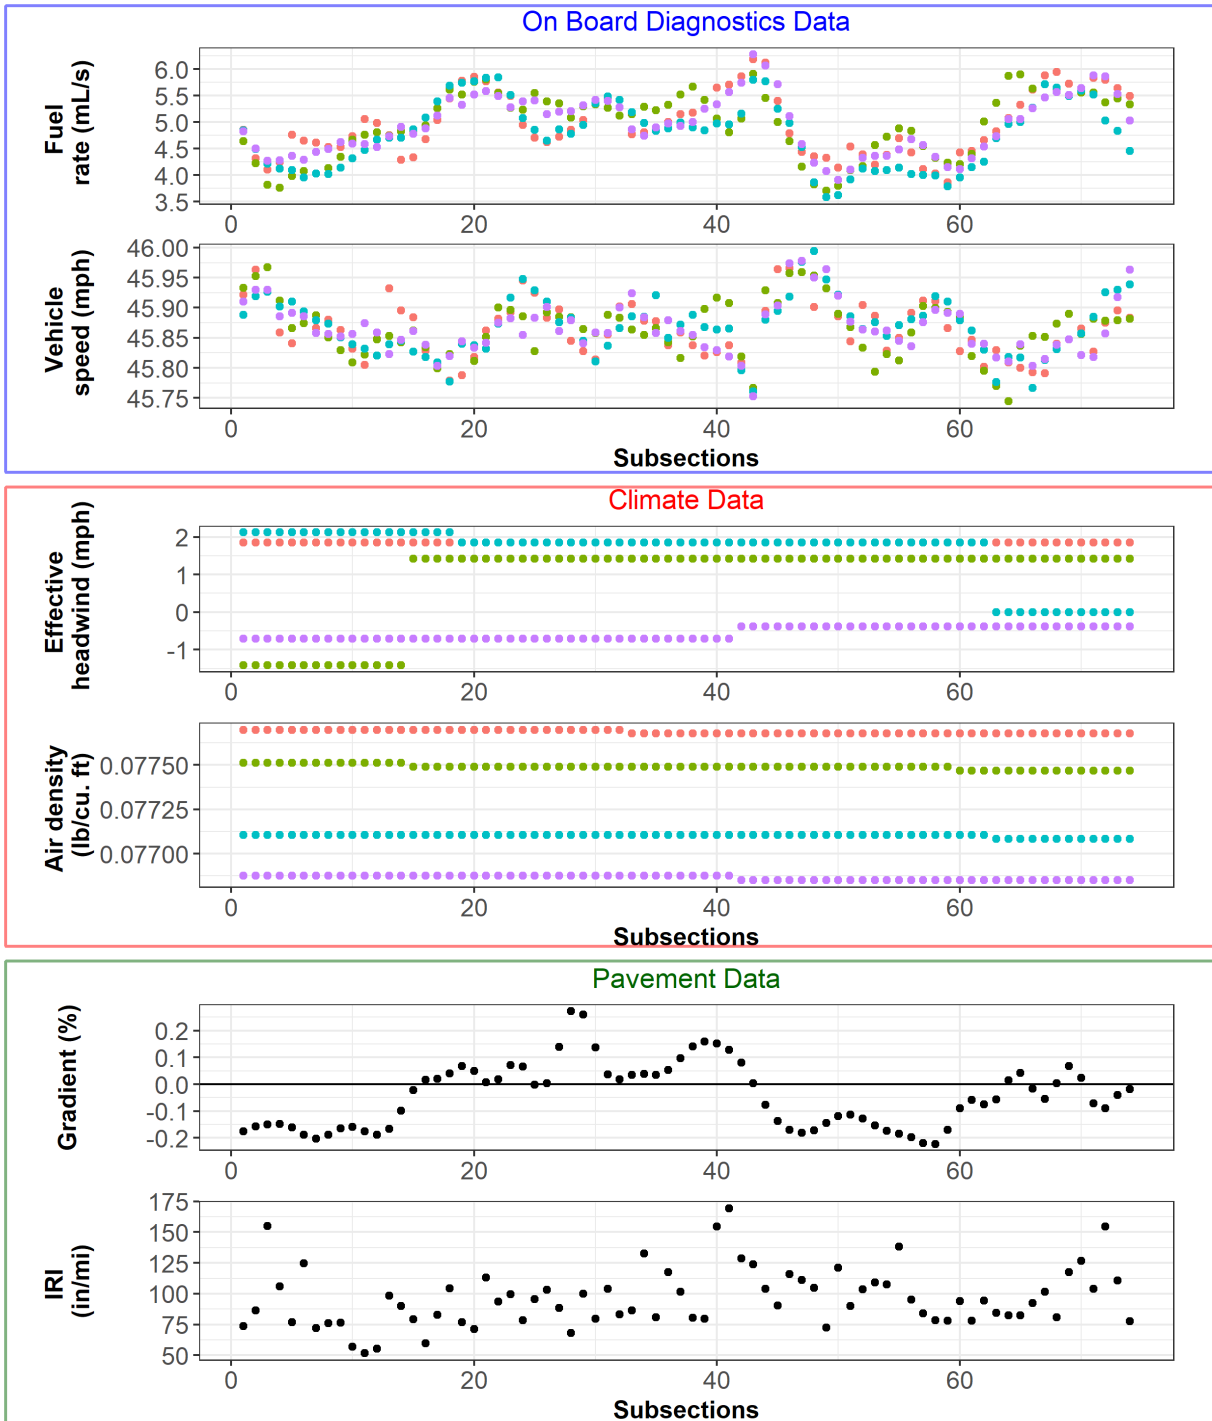 On Board Diagnostics Data
Fuel
rate (mL/s)
6.0
5.5
5.0
4.5
4.0
3.5
0 20 40 60
Vehicle
speed (mph)
46.00
45.95
45.90
45.85
45.80
45.75
0 20 40 60
Subsections
Climate Data
Effective
headwind (mph)
2
1
0
-1
0 20 40 60
Air density
(lb/cu. ft)
0.07750
0.07725
0.07700
0 20 40 60
Subsections
Pavement Data
Gradient (%)
0.2
0.1
0.0
-0.1
-0.2
0 20 40 60
IRI
(in/mi)
175
150
125
100
75
50
0 20 40 60
Subsections